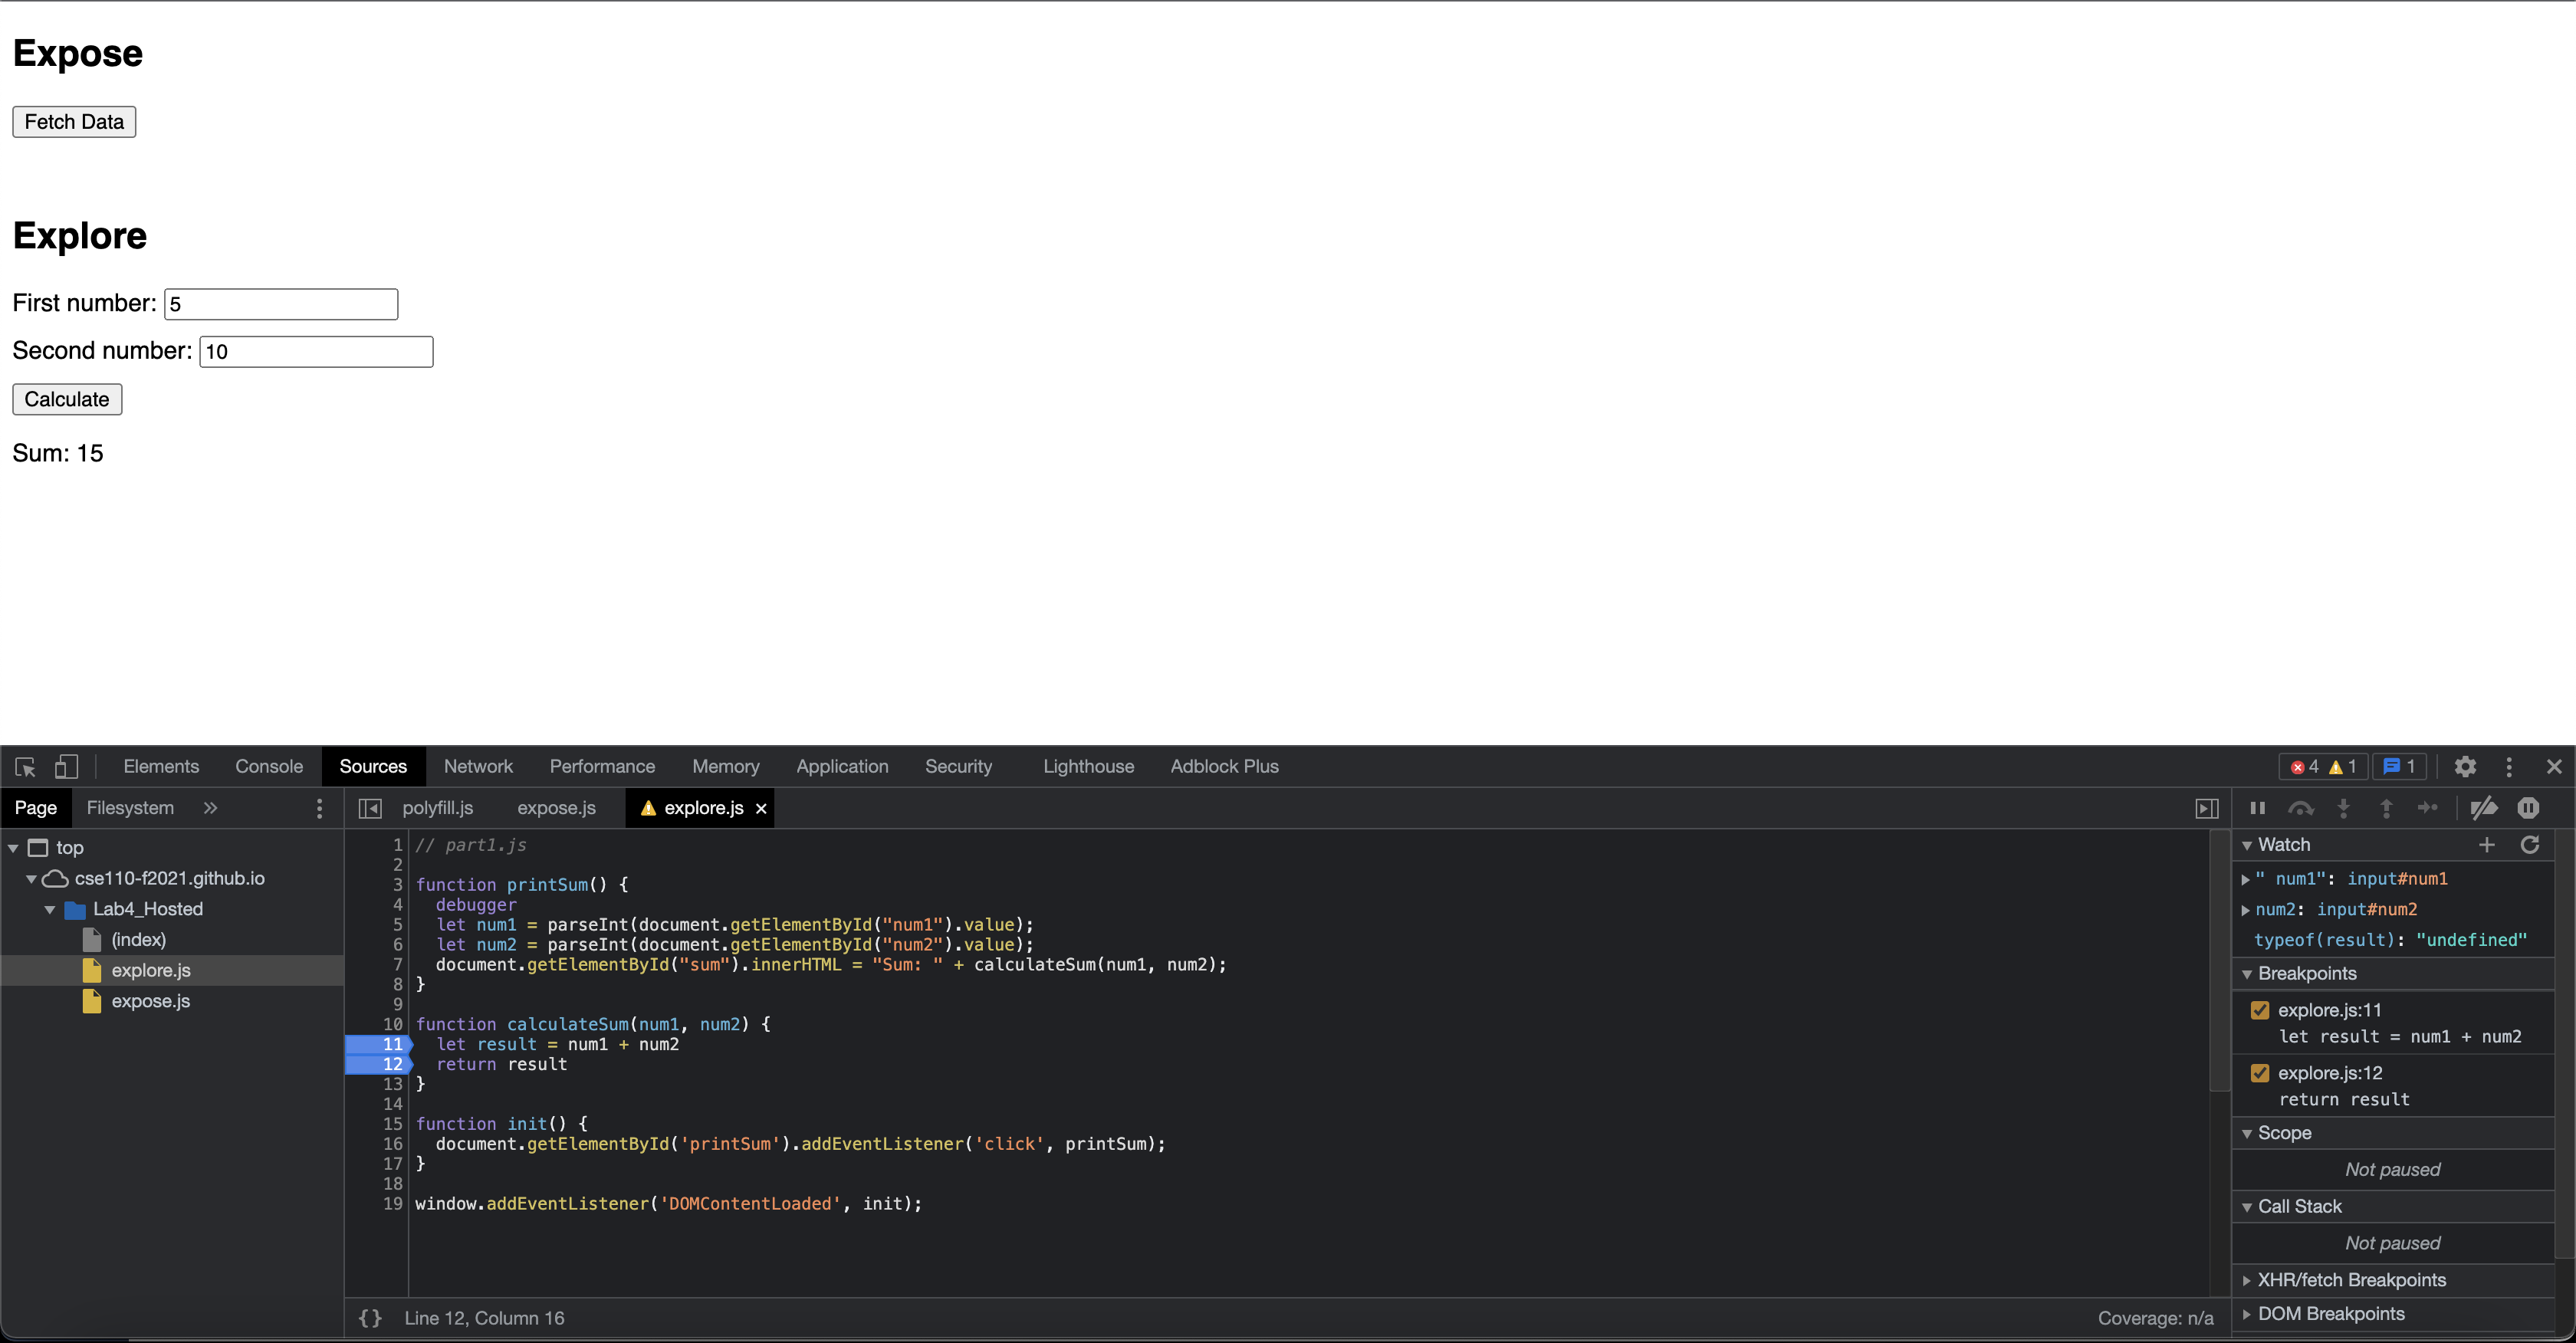 Expose
Fetch Data
Explore
First number: 5
Second number: 10
Calculate
Sum: 15
Elements Console Sources Network Performance Memory Application Security Lighthouse Adblock Plus 4 1 1
Page Filesystem » polyfill.js expose.js explore.js ×
top
cse110-f2021.github.io
Lab4_Hosted
(index)
explore.js
expose.js
1 // part1.js
2
3 function printSum() {
4   debugger
5   let num1 = parseInt(document.getElementById("num1").value);
6   let num2 = parseInt(document.getElementById("num2").value);
7   document.getElementById("sum").innerHTML = "Sum: " + calculateSum(num1, num2);
8 }
9
10 function calculateSum(num1, num2) {
11   let result = num1 + num2
12   return result
13 }
14
15 function init() {
16   document.getElementById('printSum').addEventListener('click', printSum);
17 }
18
19 window.addEventListener('DOMContentLoaded', init);
{} Line 12, Column 16 Coverage: n/a
Watch
" num1": input#num1
num2: input#num2
typeof(result): "undefined"
Breakpoints
explore.js:11
let result = num1 + num2
explore.js:12
return result
Scope
Not paused
Call Stack
Not paused
XHR/fetch Breakpoints
DOM Breakpoints